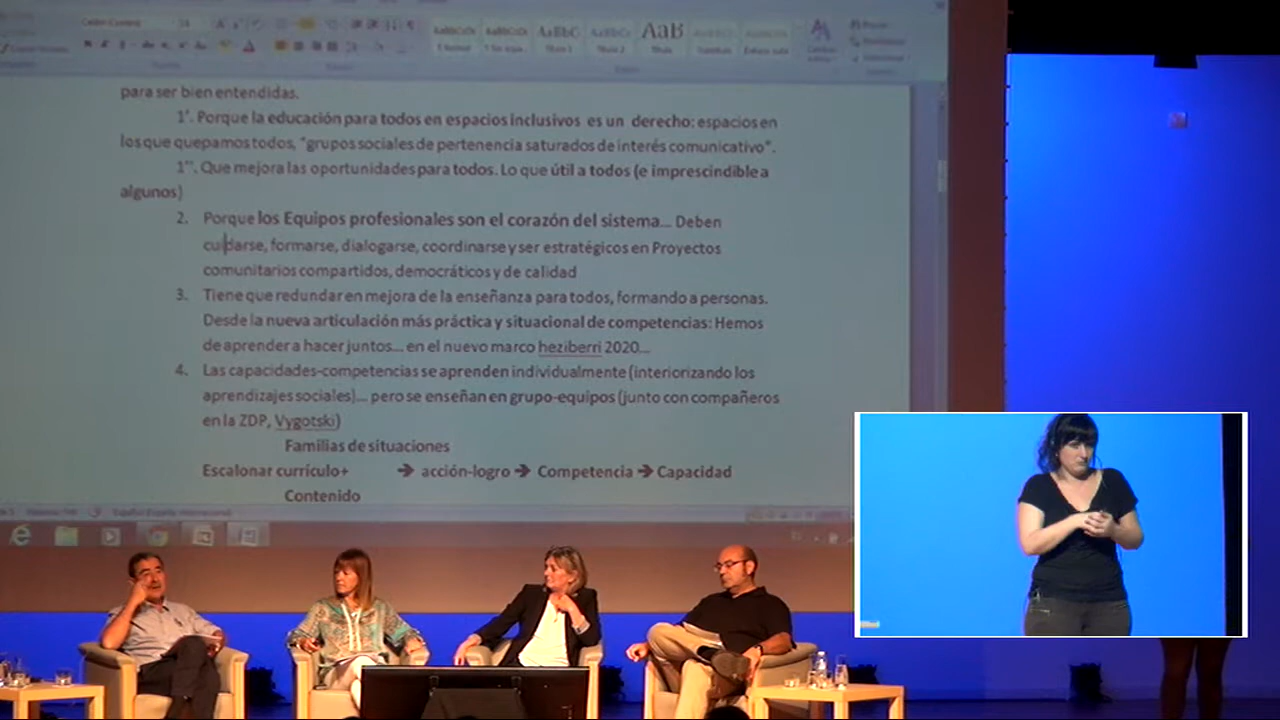 para ser bien entendidas.
1'. Porque la educación para todos en espacios inclusivos es un derecho: espacios en
los que quepamos todos, "grupos sociales de pertenencia saturados de interés comunicativo".
1''. Que mejora las oportunidades para todos. Lo que útil a todos (e imprescindible a
algunos)
2. Porque los Equipos profesionales son el corazón del sistema... Deben
cuidarse, formarse, dialogarse, coordinarse y ser estratégicos en Proyectos
comunitarios compartidos, democráticos y de calidad
3. Tiene que redundar en mejora de la enseñanza para todos, formando a personas.
Desde la nueva articulación más práctica y situacional de competencias: Hemos
de aprender a hacer juntos... en el nuevo marco heziberri 2020...
4. Las capacidades-competencias se aprenden individualmente (interiorizando los
aprendizajes sociales)... pero se enseñan en grupo-equipos (junto con compañeros
en la ZDP, Vygotski)
Familias de situaciones
Escalonar currículo+ → acción-logro → Competencia → Capacidad
Contenido